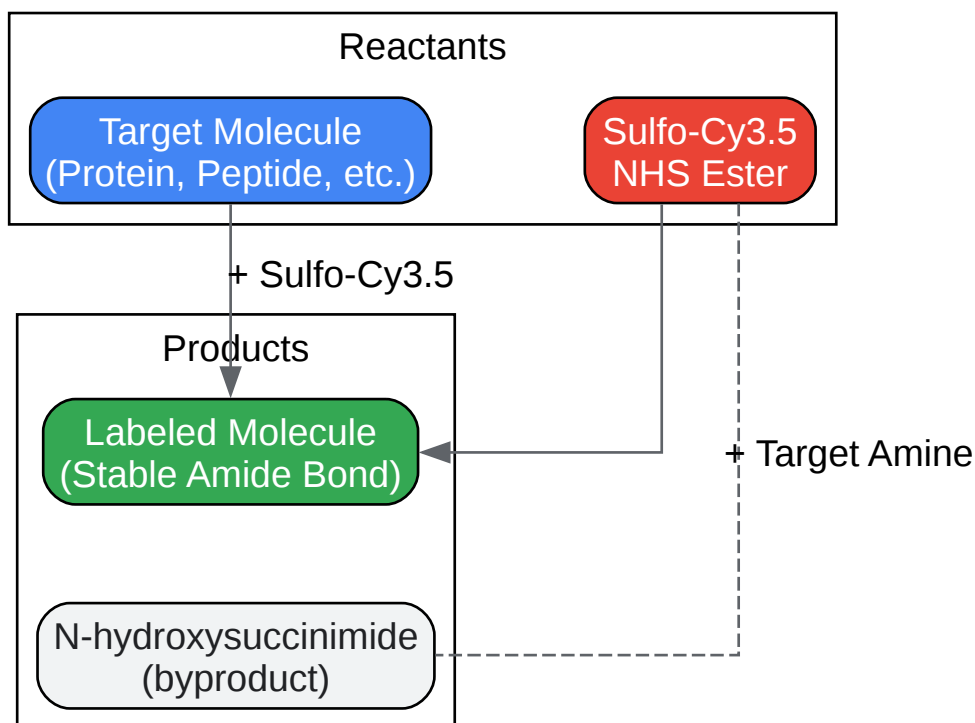 Reactants
Target Molecule
(Protein, Peptide, etc.)
Sulfo-Cy3.5
NHS Ester
+ Sulfo-Cy3.5
Products
Labeled Molecule
(Stable Amide Bond)
+ Target Amine
N-hydroxysuccinimide
(byproduct)